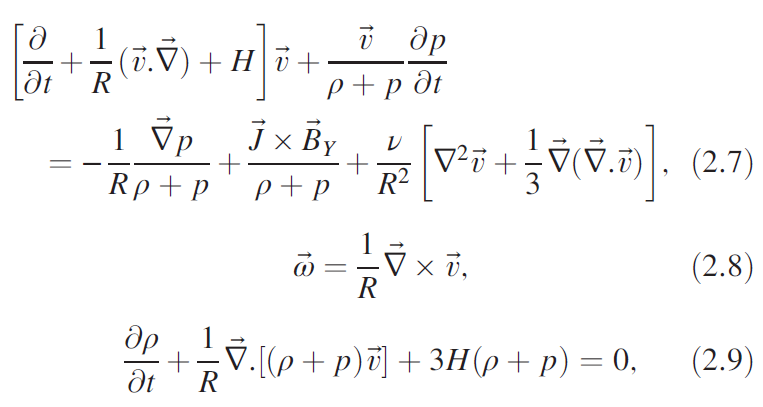 [∂/∂t + 1/R (v⃗.∇⃗) + H] v⃗ + v⃗/(ρ + p) ∂p/∂t
= −1/R ∇⃗p/(ρ + p) + (J⃗ × B⃗_Y)/(ρ + p) + ν/R² [∇²v⃗ + 1/3 ∇⃗(∇⃗.v⃗)], (2.7)
ω⃗ = 1/R ∇⃗ × v⃗, (2.8)
∂ρ/∂t + 1/R ∇⃗.[(ρ + p)v⃗] + 3H(ρ + p) = 0, (2.9)